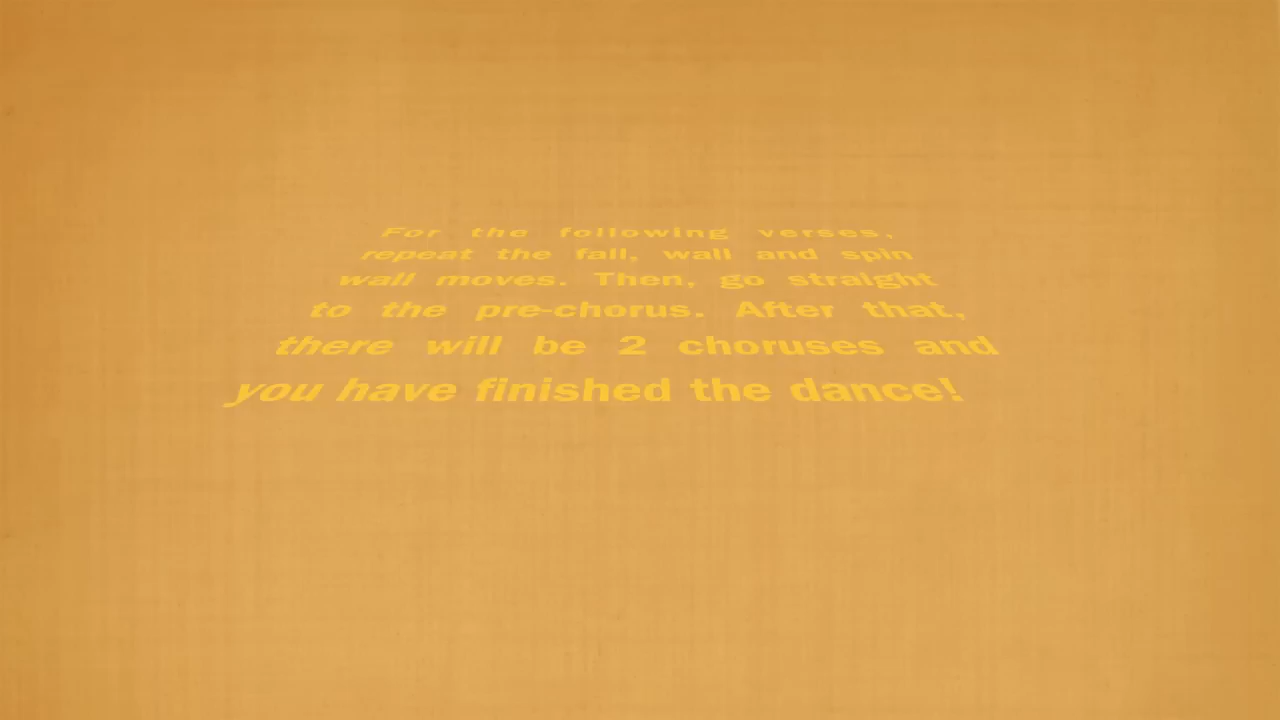 For the following verses,
repeat the fall, wall and spin
wall moves. Then, go straight
to the pre-chorus. After that,
there will be 2 choruses and
you have finished the dance!